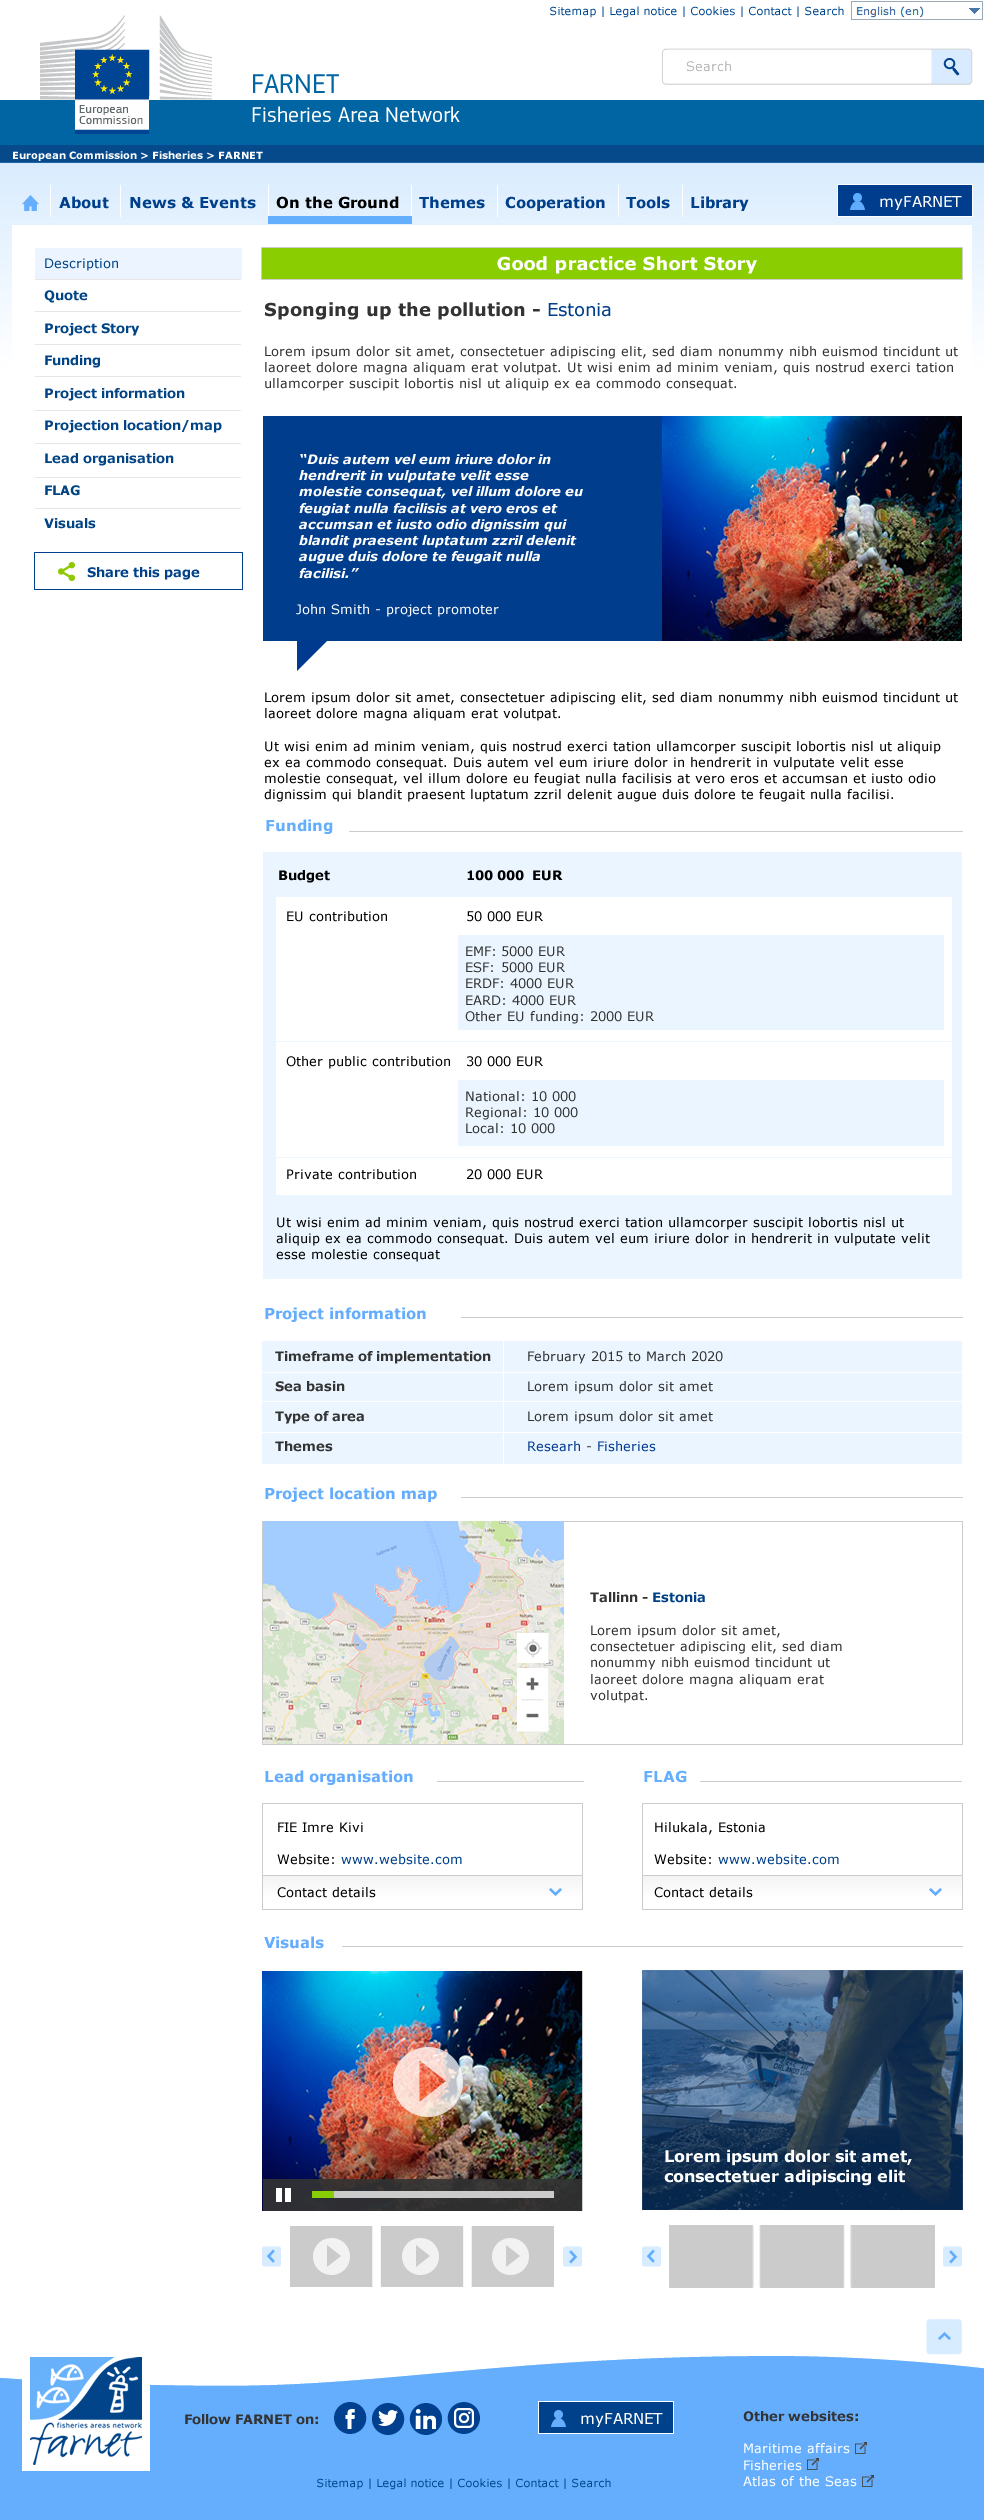 Sitemap | Legal notice | Cookies | Contact | Search English (en)
Search
European
Commission
FARNET
Fisheries Area Network
European Commission > Fisheries > FARNET
About News & Events On the Ground Themes Cooperation Tools Library myFARNET
Description
Quote
Project Story
Funding
Project information
Projection location/map
Lead organisation
FLAG
Visuals
Share this page
Good practice Short Story
Sponging up the pollution - Estonia
Lorem ipsum dolor sit amet, consectetuer adipiscing elit, sed diam nonummy nibh euismod tincidunt ut
laoreet dolore magna aliquam erat volutpat. Ut wisi enim ad minim veniam, quis nostrud exerci tation
ullamcorper suscipit lobortis nisl ut aliquip ex ea commodo consequat.
“Duis autem vel eum iriure dolor in
hendrerit in vulputate velit esse
molestie consequat, vel illum dolore eu
feugiat nulla facilisis at vero eros et
accumsan et iusto odio dignissim qui
blandit praesent luptatum zzril delenit
augue duis dolore te feugait nulla
facilisi.”
John Smith - project promoter
Lorem ipsum dolor sit amet, consectetuer adipiscing elit, sed diam nonummy nibh euismod tincidunt ut
laoreet dolore magna aliquam erat volutpat.
Ut wisi enim ad minim veniam, quis nostrud exerci tation ullamcorper suscipit lobortis nisl ut aliquip
ex ea commodo consequat. Duis autem vel eum iriure dolor in hendrerit in vulputate velit esse
molestie consequat, vel illum dolore eu feugiat nulla facilisis at vero eros et accumsan et iusto odio
dignissim qui blandit praesent luptatum zzril delenit augue duis dolore te feugait nulla facilisi.
Funding
Budget 100 000 EUR
EU contribution 50 000 EUR
EMF: 5000 EUR
ESF: 5000 EUR
ERDF: 4000 EUR
EARD: 4000 EUR
Other EU funding: 2000 EUR
Other public contribution 30 000 EUR
National: 10 000
Regional: 10 000
Local: 10 000
Private contribution 20 000 EUR
Ut wisi enim ad minim veniam, quis nostrud exerci tation ullamcorper suscipit lobortis nisl ut
aliquip ex ea commodo consequat. Duis autem vel eum iriure dolor in hendrerit in vulputate velit
esse molestie consequat
Project information
Timeframe of implementation February 2015 to March 2020
Sea basin Lorem ipsum dolor sit amet
Type of area Lorem ipsum dolor sit amet
Themes Researh - Fisheries
Project location map
Tallinn
Tallinn - Estonia
Lorem ipsum dolor sit amet,
consectetuer adipiscing elit, sed diam
nonummy nibh euismod tincidunt ut
laoreet dolore magna aliquam erat
volutpat.
Lead organisation
FIE Imre Kivi
Website: www.website.com
Contact details
FLAG
Hilukala, Estonia
Website: www.website.com
Contact details
Visuals
Lorem ipsum dolor sit amet,
consectetuer adipiscing elit
fisheries areas network
farnet
Follow FARNET on:
myFARNET
Other websites:
Maritime affairs
Fisheries
Atlas of the Seas
Sitemap | Legal notice | Cookies | Contact | Search